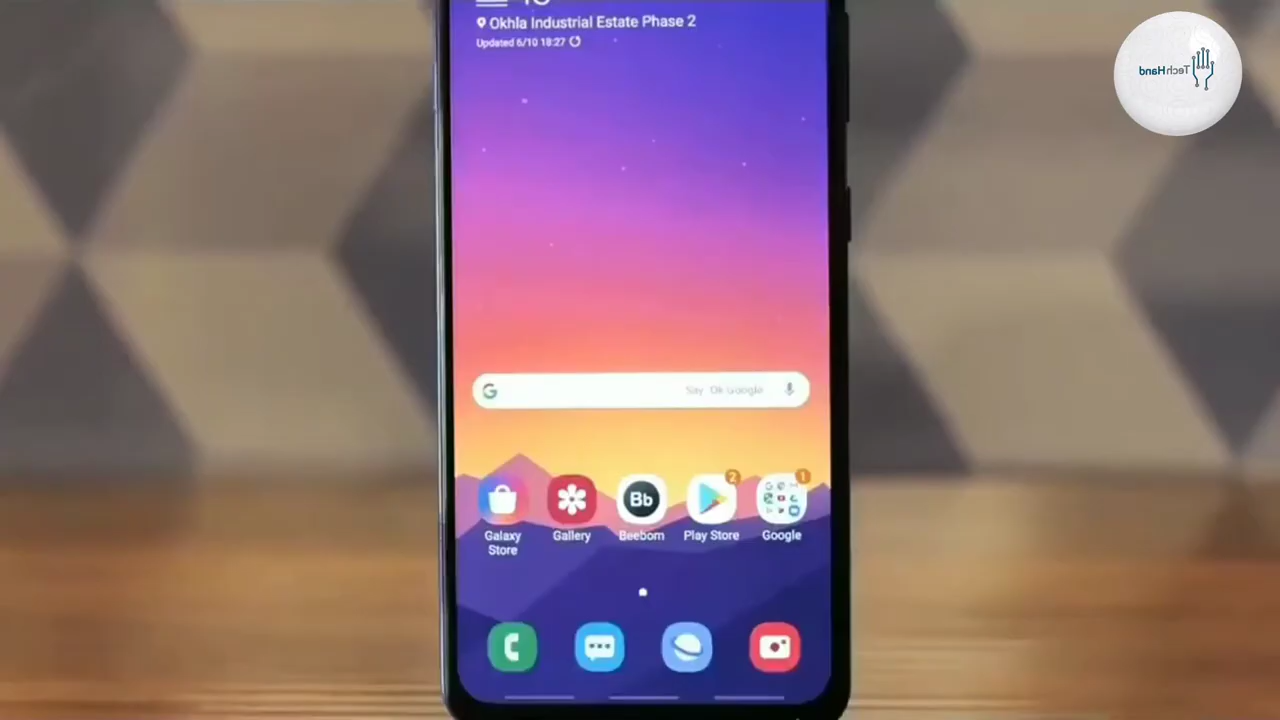 Okhla Industrial Estate Phase 2
Updated 6/10 18:27
TechHand
Say "Ok Google"
2
1
Bb
Galaxy Store
Gallery
Beebom
Play Store
Google